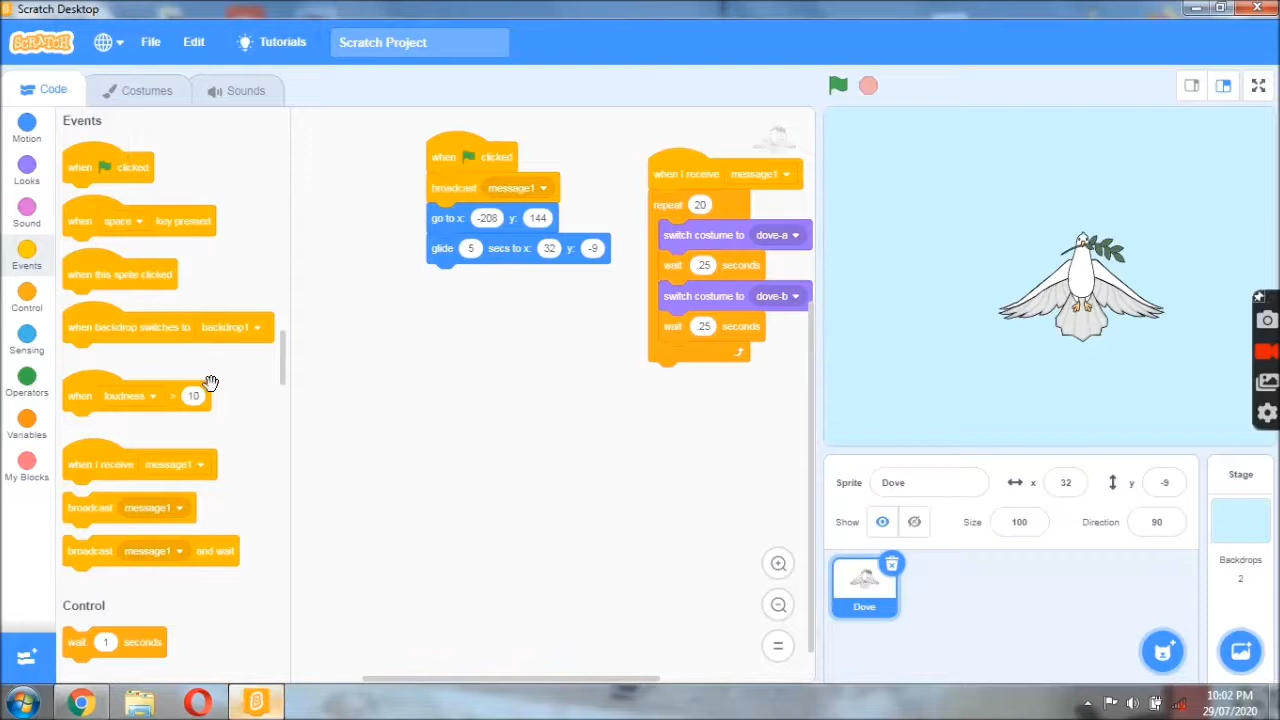 Scratch Desktop
SCRATCH File Edit Tutorials Scratch Project
Code Costumes Sounds
Motion
Looks
Sound
Events
Control
Sensing
Operators
Variables
My Blocks
Events
when clicked
when space key pressed
when this sprite clicked
when backdrop switches to backdrop1
when loudness > 10
when I receive message1
broadcast message1
broadcast message1 and wait
Control
wait 1 seconds
when clicked
broadcast message1
go to x: -208 y: 144
glide 5 secs to x: 32 y: -9
when I receive message1
repeat 20
switch costume to dove-a
wait .25 seconds
switch costume to dove-b
wait .25 seconds
Sprite Dove x 32 y -9
Show Size 100 Direction 90
Dove
Stage
Backdrops
2
10:02 PM
29/07/2020